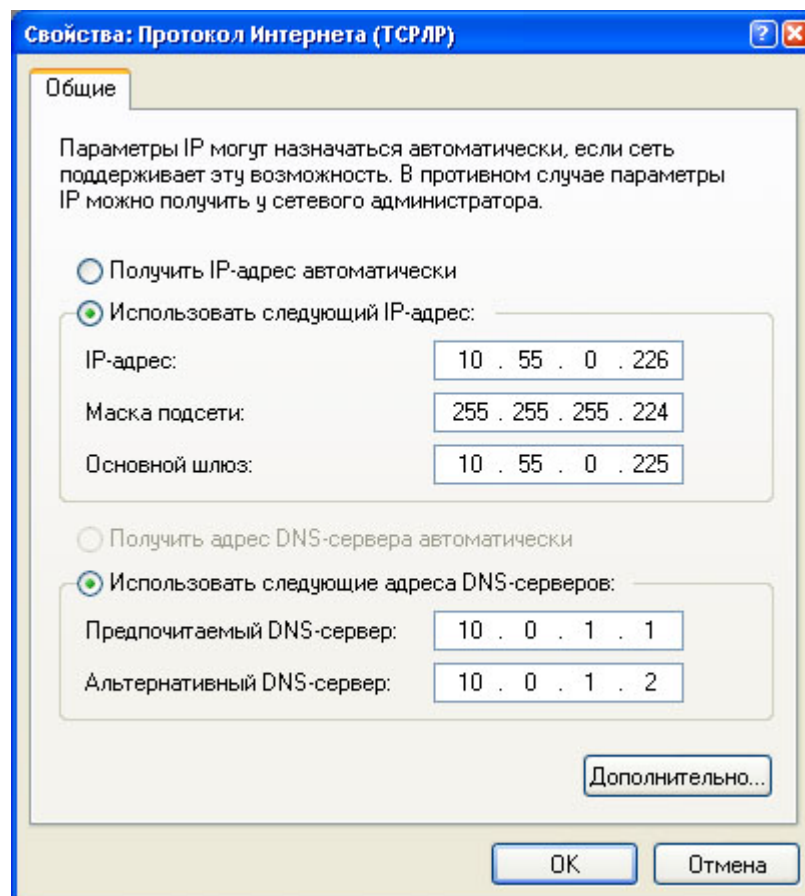 Свойства: Протокол Интернета (TCP/IP)
Общие
Параметры IP могут назначаться автоматически, если сеть
поддерживает эту возможность. В противном случае параметры
IP можно получить у сетевого администратора.
Получить IP-адрес автоматически
Использовать следующий IP-адрес:
IP-адрес: 10 . 55 . 0 . 226
Маска подсети: 255 . 255 . 255 . 224
Основной шлюз: 10 . 55 . 0 . 225
Получить адрес DNS-сервера автоматически
Использовать следующие адреса DNS-серверов:
Предпочитаемый DNS-сервер: 10 . 0 . 1 . 1
Альтернативный DNS-сервер: 10 . 0 . 1 . 2
Дополнительно...
OK Отмена